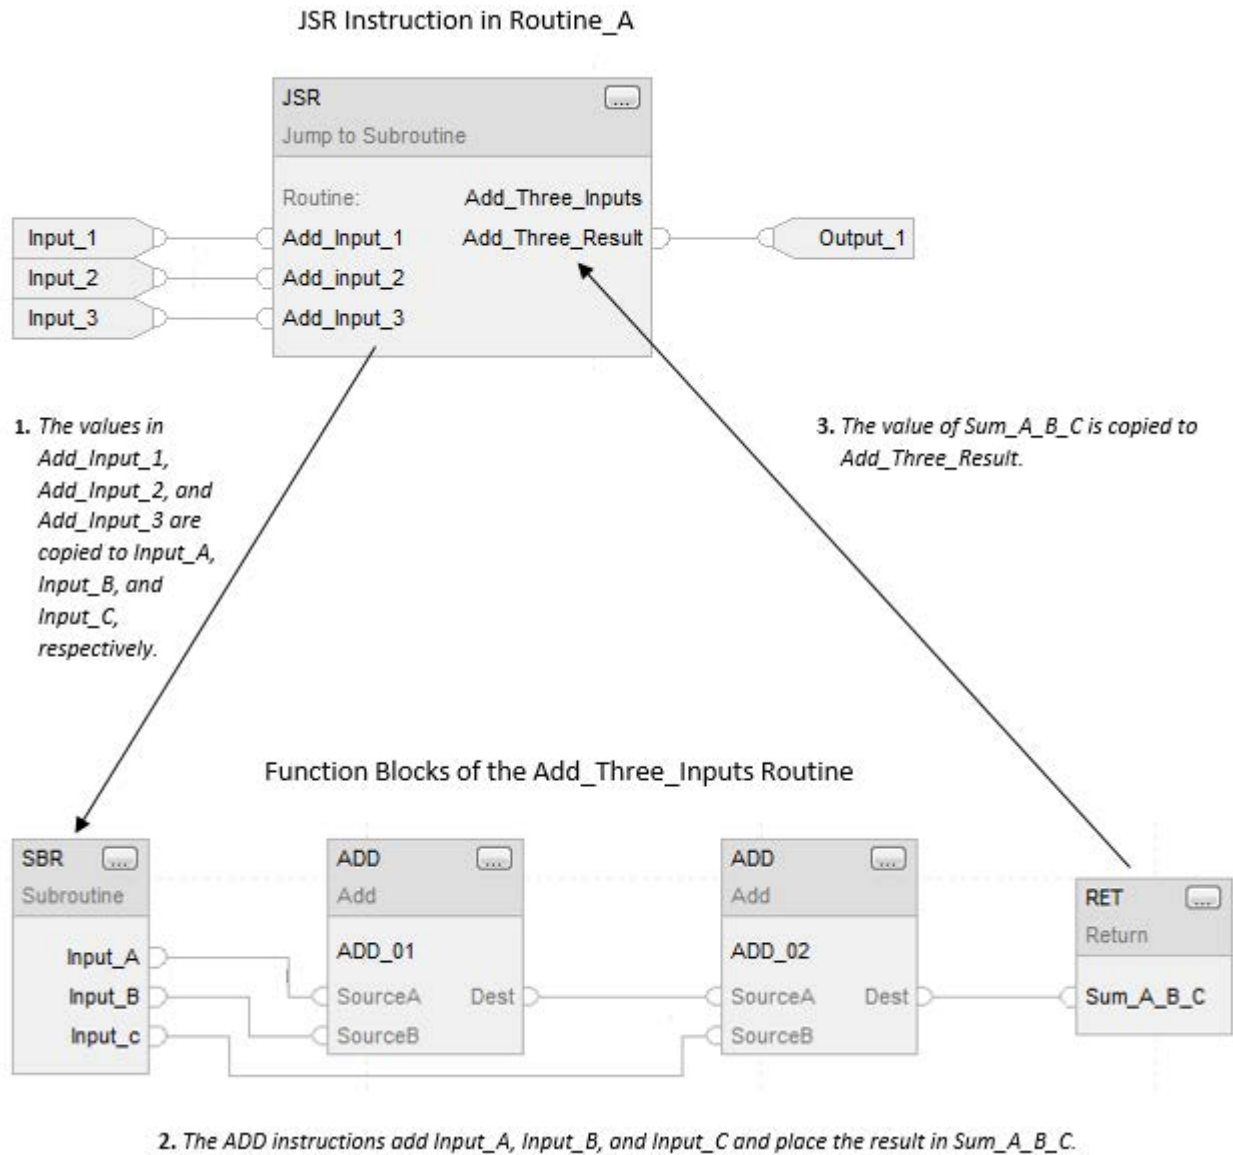 JSR Instruction in Routine_A
JSR ...
Jump to Subroutine
Routine: Add_Three_Inputs
Input_1 Add_Input_1 Add_Three_Result Output_1
Input_2 Add_input_2
Input_3 Add_Input_3
1. The values in
Add_Input_1,
Add_Input_2, and
Add_Input_3 are
copied to Input_A,
Input_B, and
Input_C,
respectively.
3. The value of Sum_A_B_C is copied to
Add_Three_Result.
Function Blocks of the Add_Three_Inputs Routine
SBR ...
Subroutine
Input_A
Input_B
Input_c
ADD ...
Add
ADD_01
SourceA Dest
SourceB
ADD ...
Add
ADD_02
SourceA Dest
SourceB
RET ...
Return
Sum_A_B_C
2. The ADD instructions add Input_A, Input_B, and Input_C and place the result in Sum_A_B_C.